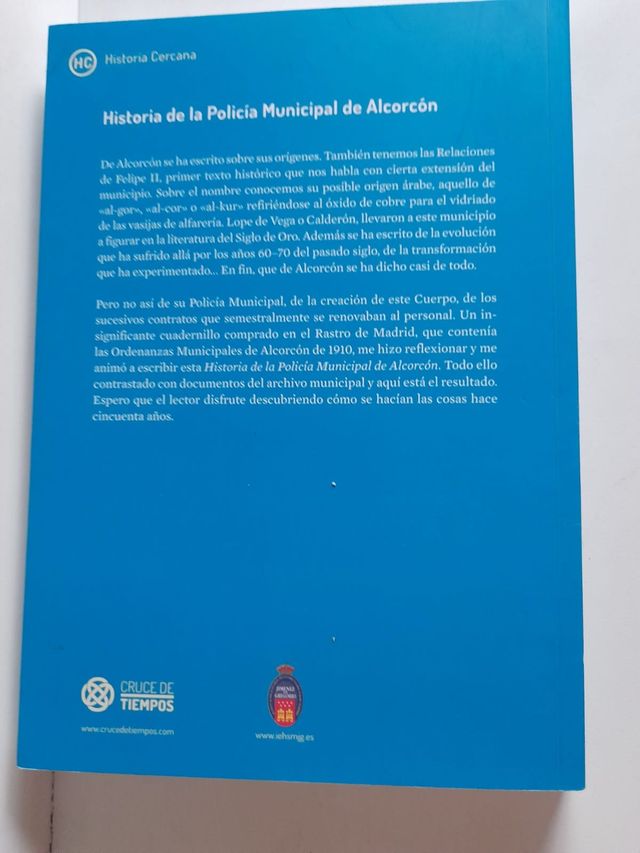 HC Historia Cercana
Historia de la Policía Municipal de Alcorcón
De Alcorcón se ha escrito sobre sus orígenes. También tenemos las Relaciones
de Felipe II, primer texto histórico que nos habla con cierta extensión del
municipio. Sobre el nombre conocemos su posible origen árabe, aquello de
«al-gor», «al-cor» o «al-kur» refiriéndose al óxido de cobre para el vidriado
de las vasijas de alfarería. Lope de Vega o Calderón, llevaron a este municipio
a figurar en la literatura del Siglo de Oro. Además se ha escrito de la evolución
que ha sufrido allá por los años 60-70 del pasado siglo, de la transformación
que ha experimentado... En fin, que de Alcorcón se ha dicho casi de todo.
Pero no así de su Policía Municipal, de la creación de este Cuerpo, de los
sucesivos contratos que semestralmente se renovaban al personal. Un in-
significante cuadernillo comprado en el Rastro de Madrid, que contenía
las Ordenanzas Municipales de Alcorcón de 1910, me hizo reflexionar y me
animó a escribir esta Historia de la Policía Municipal de Alcorcón. Todo ello
contrastado con documentos del archivo municipal y aquí está el resultado.
Espero que el lector disfrute descubriendo cómo se hacían las cosas hace
cincuenta años.
CRUCE DE
TIEMPOS
www.crucedetiempos.com
JIMENEZ
DE
GREGORIO
www.iehsmjg.es